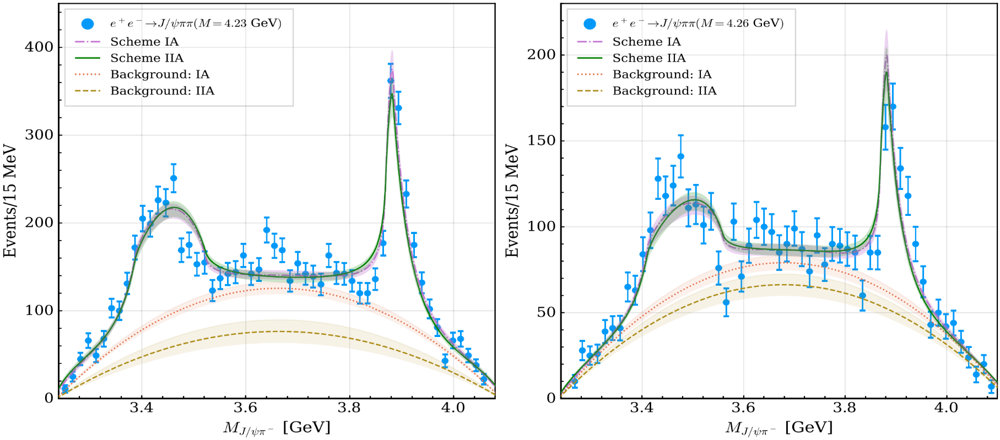 e⁺e⁻→J/ψππ(M=4.23 GeV)
Scheme IA
Scheme IIA
Background: IA
Background: IIA
400
300
200
100
0
3.4 3.6 3.8 4.0
Events/15 MeV
M_{J/ψπ⁻} [GeV]
e⁺e⁻→J/ψππ(M=4.26 GeV)
Scheme IA
Scheme IIA
Background: IA
Background: IIA
200
150
100
50
0
3.4 3.6 3.8 4.0
Events/15 MeV
M_{J/ψπ⁻} [GeV]